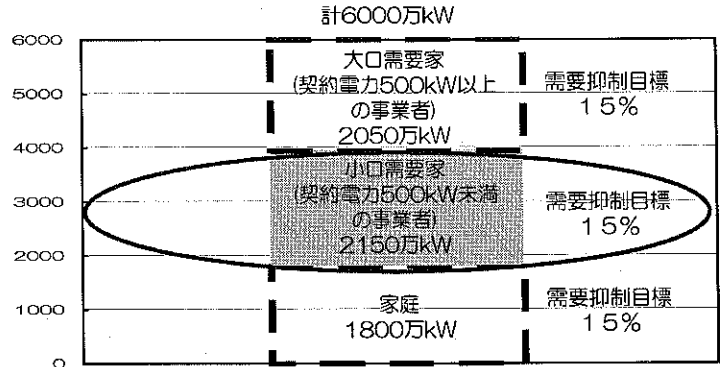 計6000万kW
6000
5000
4000
3000
2000
1000
0
大口需要家
(契約電力500kW以上
の事業者)
2050万kW
需要抑制目標
15%
小口需要家
(契約電力500kW未満
の事業者)
2150万kW
需要抑制目標
15%
家庭
1800万kW
需要抑制目標
15%